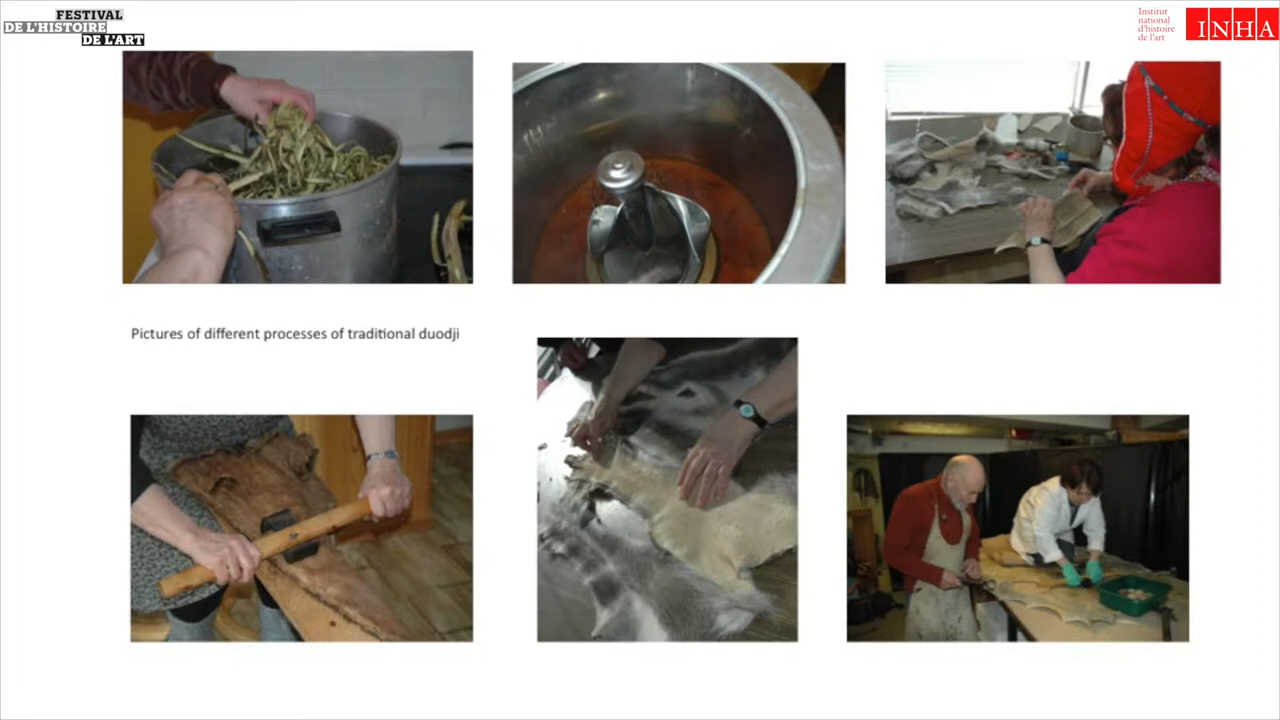 FESTIVAL
DE L'HISTOIRE
DE L'ART
Institut
national
d'histoire
de l'art
INHA
Pictures of different processes of traditional duodji